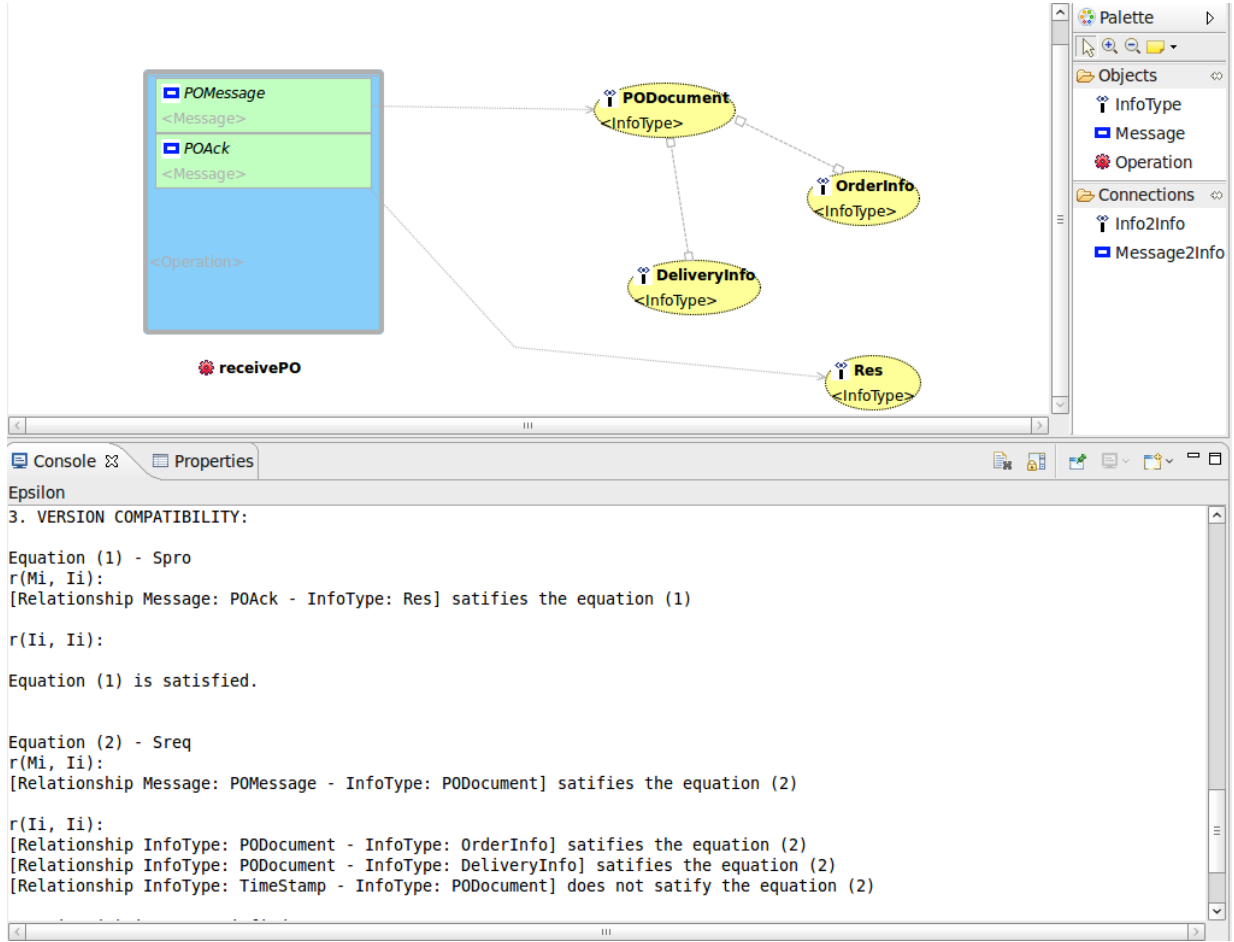 POMessage
<Message>
POAck
<Message>
<Operation>
receivePO
PODocument
<InfoType>
OrderInfo
<InfoType>
DeliveryInfo
<InfoType>
Res
<InfoType>
Palette
Objects
InfoType
Message
Operation
Connections
Info2Info
Message2Info
Console
Properties
Epsilon
3. VERSION COMPATIBILITY:
Equation (1) - Spro
r(Mi, Ii):
[Relationship Message: POAck - InfoType: Res] satifies the equation (1)
r(Ii, Ii):
Equation (1) is satisfied.
Equation (2) - Sreq
r(Mi, Ii):
[Relationship Message: POMessage - InfoType: PODocument] satifies the equation (2)
r(Ii, Ii):
[Relationship InfoType: PODocument - InfoType: OrderInfo] satifies the equation (2)
[Relationship InfoType: PODocument - InfoType: DeliveryInfo] satifies the equation (2)
[Relationship InfoType: TimeStamp - InfoType: PODocument] does not satify the equation (2)